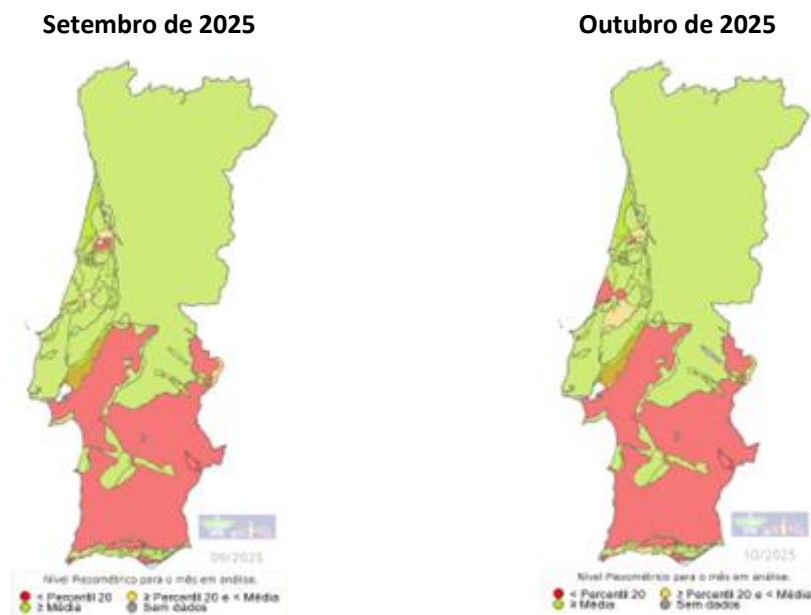 Setembro de 2025
Outubro de 2025
09/2025
10/2025
Nível Piezométrico para o mês em análise.
< Percentil 20
≥ Percentil 20 e < Média
≥ Média
Sem dados
Nível Piezométrico para o mês em análise.
< Percentil 20
≥ Percentil 20 e < Média
≥ Média
Sem dados